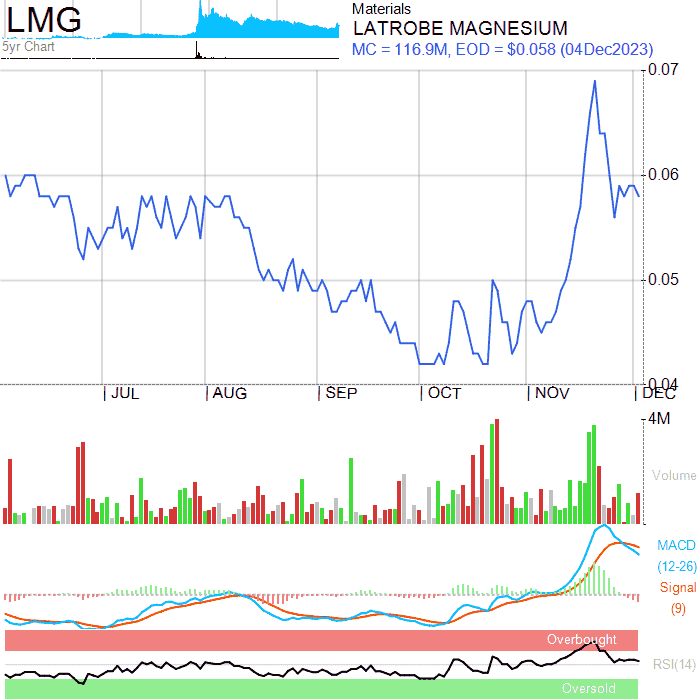 LMG
5yr Chart
Materials
LATROBE MAGNESIUM
MC = 116.9M, EOD = $0.058 (04Dec2023)
0.07
0.06
0.05
0.04
JUL AUG SEP OCT NOV DEC
4M
Volume
MACD
(12-26)
Signal
(9)
Overbought
RSI(14)
Oversold